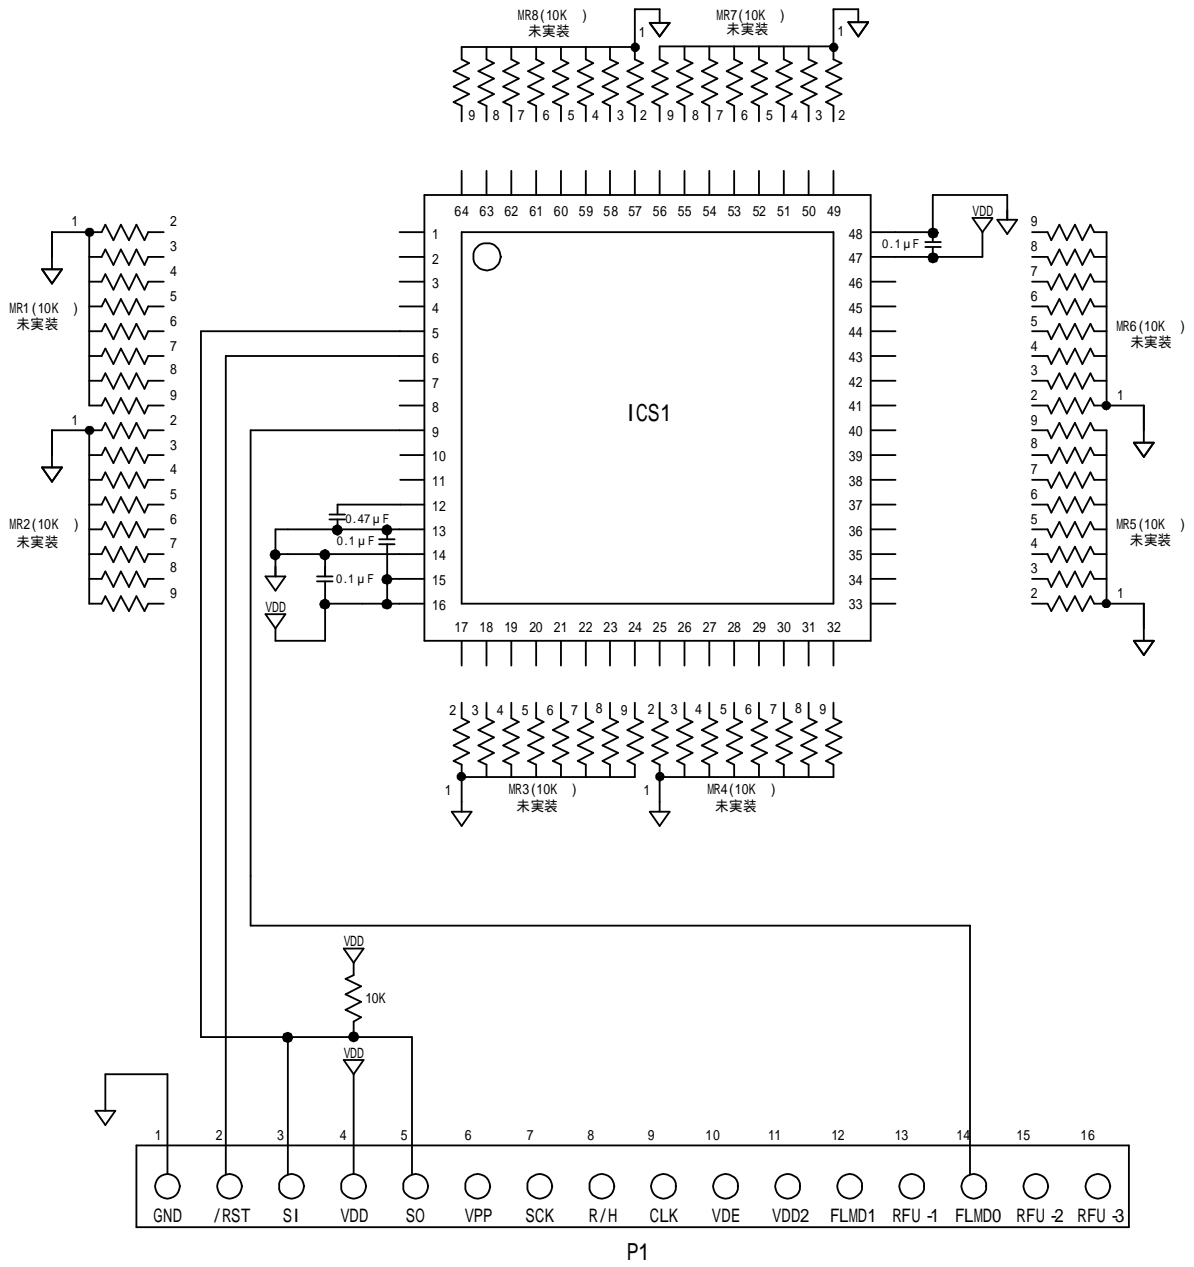 MR8(10K )
未実装
1
MR7(10K )
未実装
1
9 8 7 6 5 4 3 2 9 8 7 6 5 4 3 2
64 63 62 61 60 59 58 57 56 55 54 53 52 51 50 49
1
2
3
4
5
6
7
8
9
MR1(10K )
未実装
1
2
3
4
5
6
7
8
9
MR2(10K )
未実装
1
2
3
4
5
6
7
8
9
10
11
12
13
14
15
16
0.47μF
0.1μF
0.1μF
VDD
ICS1
48
47
46
45
44
43
42
41
40
39
38
37
36
35
34
33
0.1μF
VDD
9
8
7
6
5
4
3
2
1
MR6(10K )
未実装
9
8
7
6
5
4
3
2
1
MR5(10K )
未実装
17 18 19 20 21 22 23 24 25 26 27 28 29 30 31 32
2 3 4 5 6 7 8 9 2 3 4 5 6 7 8 9
1
MR3(10K )
未実装
1
MR4(10K )
未実装
VDD
10K
VDD
1 2 3 4 5 6 7 8 9 10 11 12 13 14 15 16
GND /RST SI VDD SO VPP SCK R/H CLK VDE VDD2 FLMD1 RFU-1 FLMD0 RFU-2 RFU-3
P1